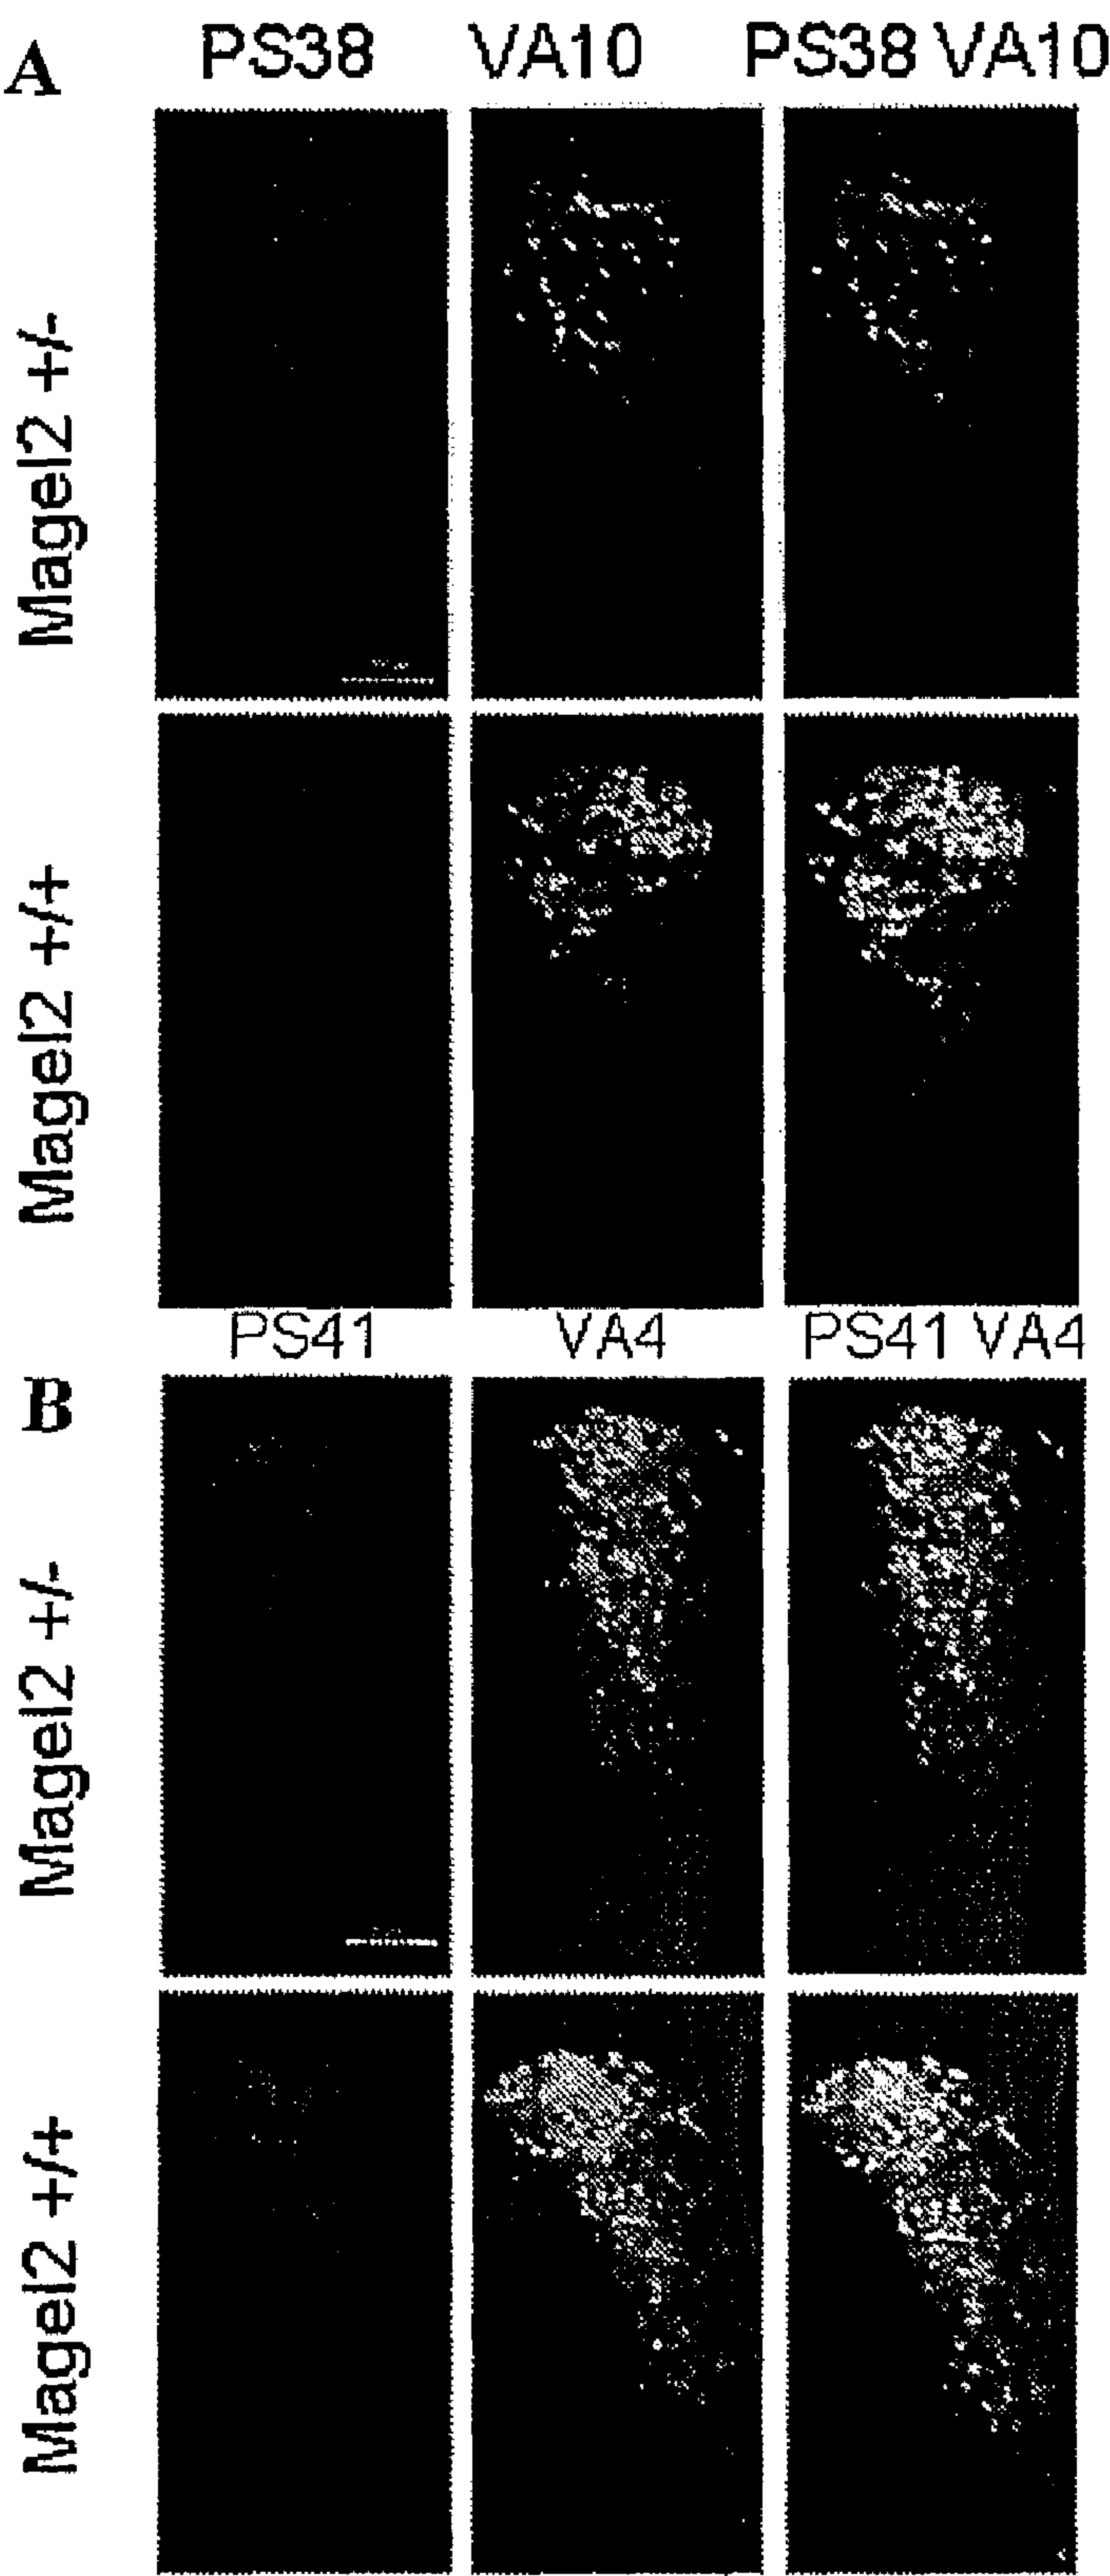 A PS38 VA10 PS38 VA10
Magel2 +/-
Magel2 +/+
PS41 VA4 PS41 VA4
B
Magel2 +/-
Magel2 +/+